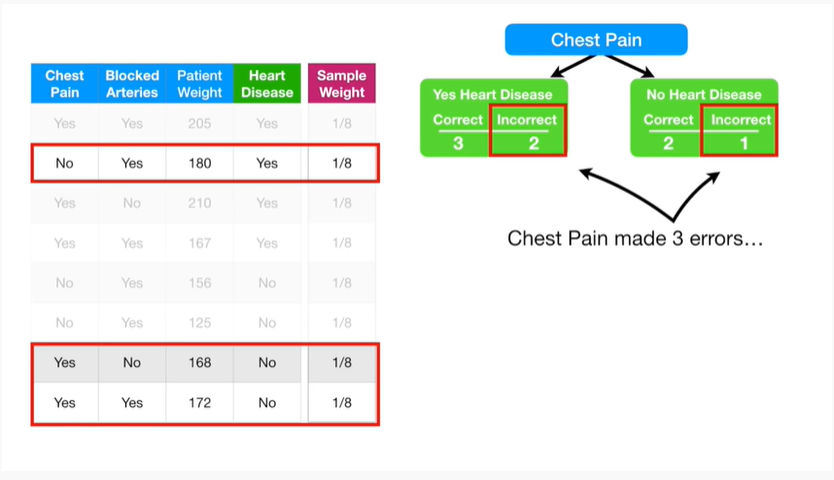 Chest Pain
Chest Pain Blocked Arteries Patient Weight Heart Disease Sample Weight
Yes Yes 205 Yes 1/8
No Yes 180 Yes 1/8
Yes No 210 Yes 1/8
Yes Yes 167 Yes 1/8
No Yes 156 No 1/8
No Yes 125 No 1/8
Yes No 168 No 1/8
Yes Yes 172 No 1/8
Yes Heart Disease
Correct Incorrect
3 2
No Heart Disease
Correct Incorrect
2 1
Chest Pain made 3 errors...